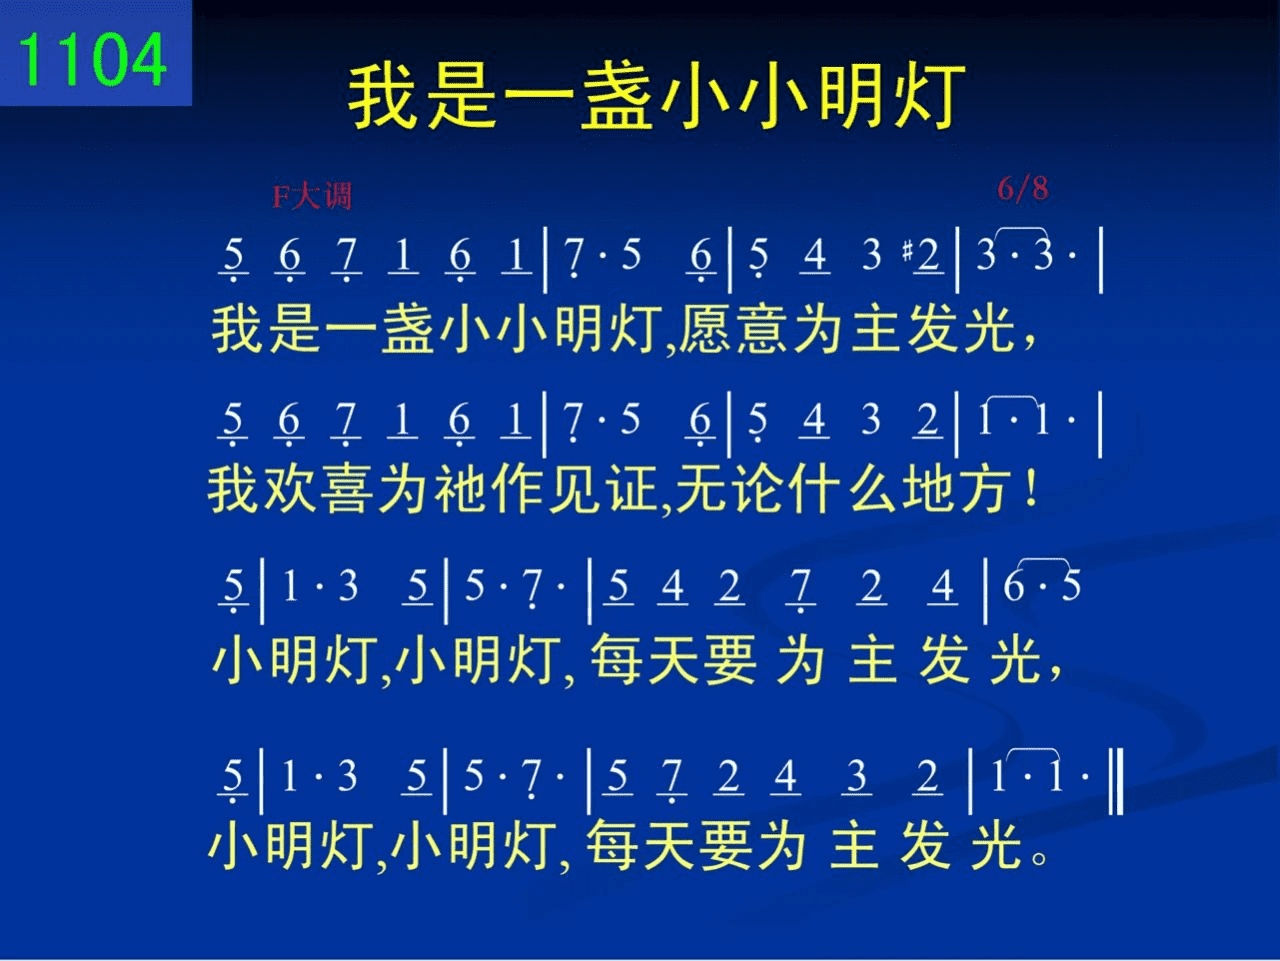 1104
我是一盏小小明灯
F大调 6/8
5̣ 6̣ 7̣ 1 6̣ 1 | 7̣ · 5 6̣ | 5̣ 4 3 #2 | 3 · 3 · |
我是一盏小小明灯,愿意为主发光，
5̣ 6̣ 7̣ 1 6̣ 1 | 7̣ · 5 6̣ | 5̣ 4 3 2 | 1 · 1 · |
我欢喜为祂作见证,无论什么地方！
5̣ | 1 · 3 5 | 5 · 7̣ · | 5 4 2 7̣ 2 4 | 6 · 5
小明灯,小明灯, 每天要 为 主 发 光，
5̣ | 1 · 3 5 | 5 · 7̣ · | 5 7̣ 2 4 3 2 | 1 · 1 · ‖
小明灯,小明灯, 每天要为 主 发 光。